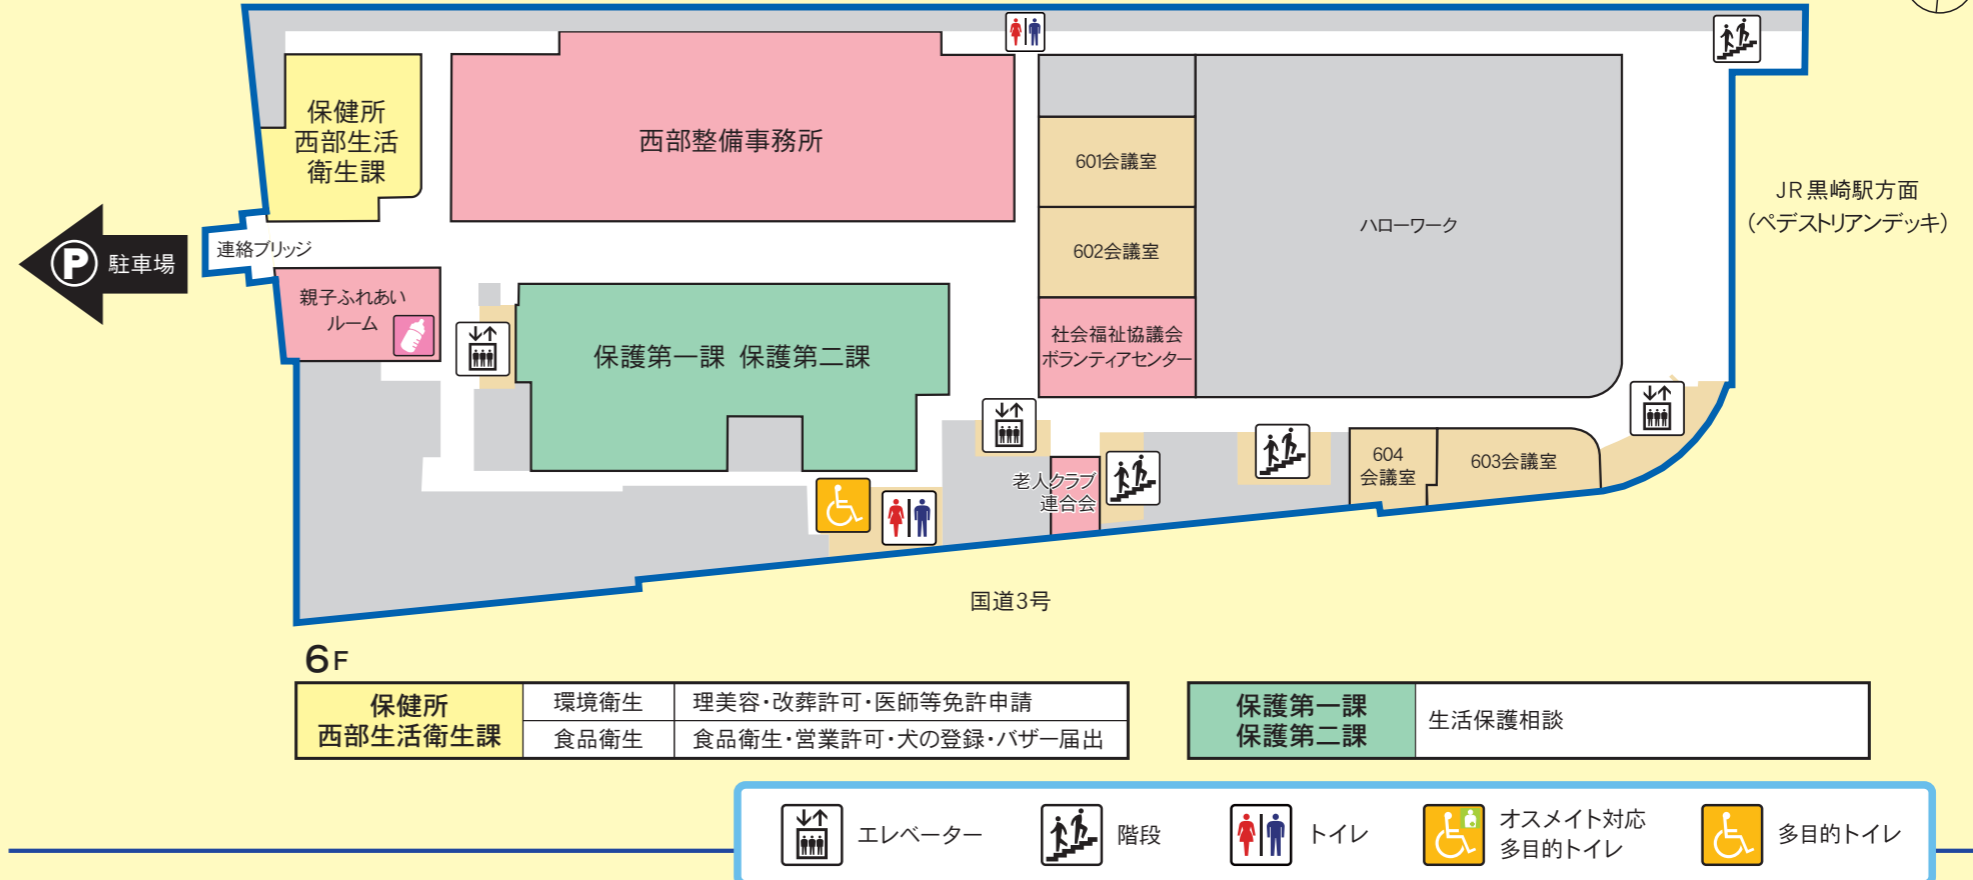 保健所
西部生活
衛生課
西部整備事務所
601会議室
602会議室
ハローワーク
JR黒崎駅方面
（ペデストリアンデッキ）
連絡ブリッジ
P 駐車場
親子ふれあい
ルーム
保護第一課 保護第二課
社会福祉協議会
ボランティアセンター
老人クラブ
連合会
604
会議室
603会議室
国道3号
6F
保健所
西部生活衛生課
環境衛生
理美容・改葬許可・医師等免許申請
食品衛生
食品衛生・営業許可・犬の登録・バザー届出
保護第一課
保護第二課
生活保護相談
エレベーター
階段
トイレ
オスメイト対応
多目的トイレ
多目的トイレ